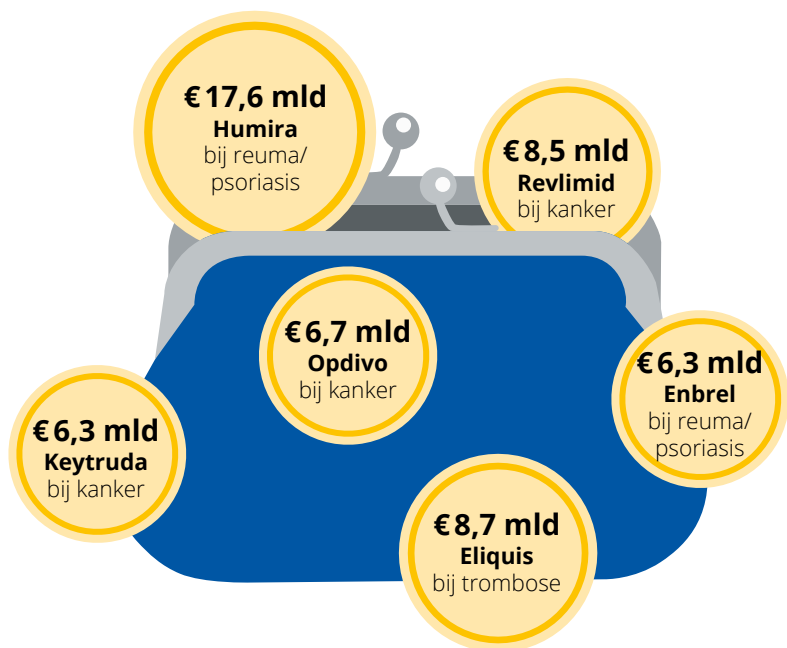 € 17,6 mld
Humira
bij reuma/
psoriasis
€ 8,5 mld
Revlimid
bij kanker
€ 6,7 mld
Opdivo
bij kanker
€ 6,3 mld
Enbrel
bij reuma/
psoriasis
€ 6,3 mld
Keytruda
bij kanker
€ 8,7 mld
Eliquis
bij trombose